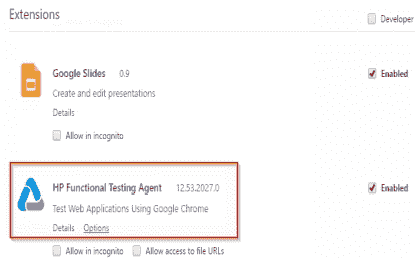 Extensions
Developer
Google Slides 0.9
Enabled
Create and edit presentations
Details
Allow in incognito
HP Functional Testing Agent 12.53.2027.0
Enabled
Test Web Applications Using Google Chrome
Details Options
Allow in incognito Allow access to file URLs